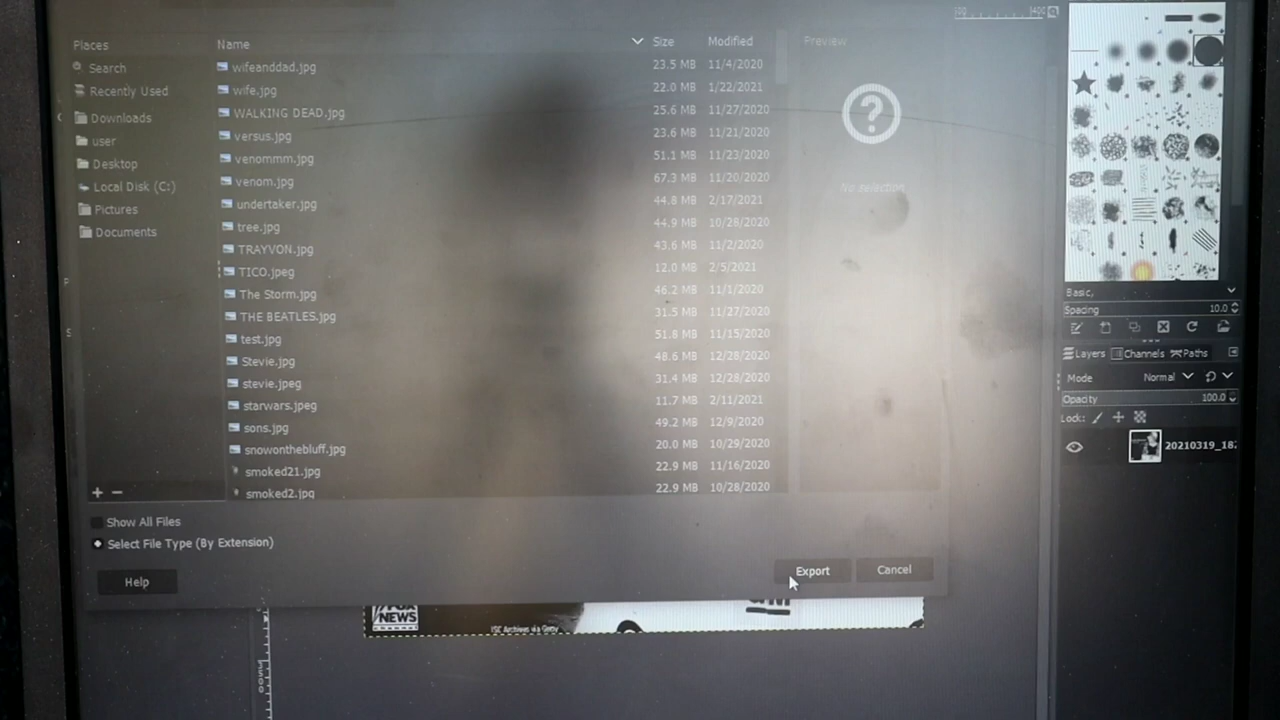 Places
Search
Recently Used
Downloads
user
Desktop
Local Disk (C:)
Pictures
Documents
Name Size Modified
wifeanddad.jpg 23.5 MB 11/4/2020
wife.jpg 22.0 MB 1/22/2021
WALKING DEAD.jpg 25.6 MB 11/27/2020
versus.jpg 23.6 MB 11/21/2020
venommm.jpg 51.1 MB 11/23/2020
venom.jpg 67.3 MB 11/20/2020
undertaker.jpg 44.8 MB 2/17/2021
tree.jpg 44.9 MB 10/28/2020
TRAYVON.jpg 43.6 MB 11/2/2020
TICO.jpeg 12.0 MB 2/5/2021
The Storm.jpg 46.2 MB 11/1/2020
THE BEATLES.jpg 31.5 MB 11/27/2020
test.jpg 51.8 MB 11/15/2020
Stevie.jpg 48.6 MB 12/28/2020
stevie.jpeg 31.4 MB 12/28/2020
starwars.jpeg 11.7 MB 2/11/2021
sons.jpg 49.2 MB 12/9/2020
snowonthebluff.jpg 20.0 MB 10/29/2020
smoked21.jpg 22.9 MB 11/16/2020
smoked2.jpg 22.9 MB 10/28/2020
Preview
?
No selection
Show All Files
Select File Type (By Extension)
Help
Export
Cancel
NEWS
Basic,
Spacing 10.0
Layers Channels Paths
Mode Normal
Opacity 100.0
Lock:
20210319_182